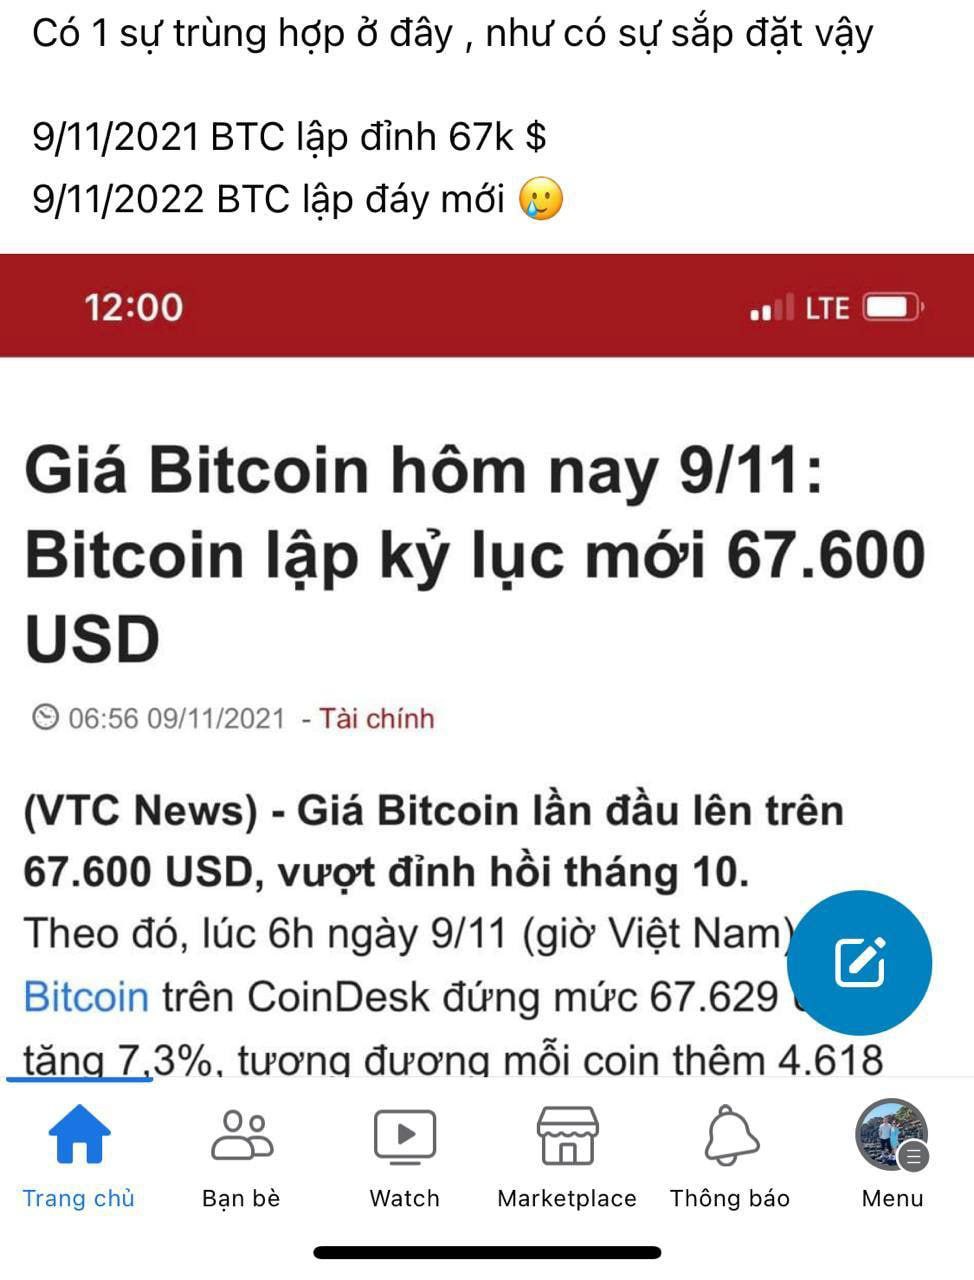 Có 1 sự trùng hợp ở đây , như có sự sắp đặt vậy
9/11/2021 BTC lập đỉnh 67k $
9/11/2022 BTC lập đáy mới 🥲
12:00
LTE
Giá Bitcoin hôm nay 9/11:
Bitcoin lập kỷ lục mới 67.600
USD
06:56 09/11/2021 - Tài chính
(VTC News) - Giá Bitcoin lần đầu lên trên
67.600 USD, vượt đỉnh hồi tháng 10.
Theo đó, lúc 6h ngày 9/11 (giờ Việt Nam)
Bitcoin trên CoinDesk đứng mức 67.629
tăng 7,3%, tương đương mỗi coin thêm 4.618
Trang chủ
Bạn bè
Watch
Marketplace
Thông báo
Menu